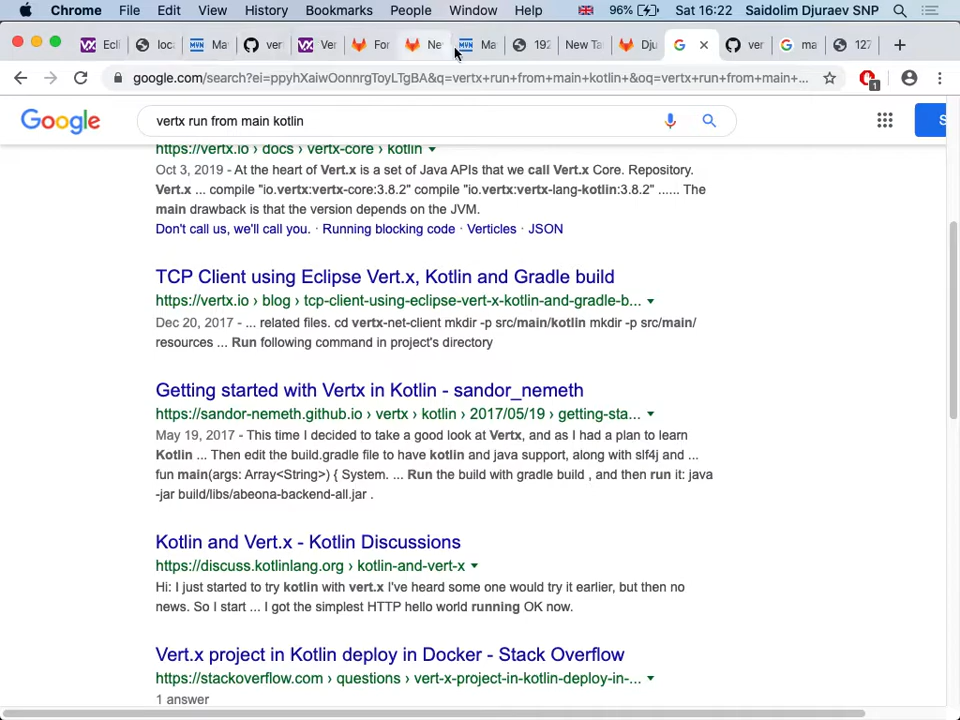 Chrome File Edit View History Bookmarks People Window Help 96% Sat 16:22 Saidolim Djuraev SNP
Ecl loc Ma ver Ve For Ne Ma 192 New Ta Dju ver ma 127
google.com/search?ei=ppyhXaiwOonnrgToyLTgBA&q=vertx+run+from+main+kotlin+&oq=vertx+run+from+main+... 1
Google vertx run from main kotlin S
https://vertx.io › docs › vertx-core › kotlin
Oct 3, 2019 - At the heart of Vert.x is a set of Java APIs that we call Vert.x Core. Repository.
Vert.x ... compile "io.vertx:vertx-core:3.8.2" compile "io.vertx:vertx-lang-kotlin:3.8.2" ...... The
main drawback is that the version depends on the JVM.
Don't call us, we'll call you. · Running blocking code · Verticles · JSON
TCP Client using Eclipse Vert.x, Kotlin and Gradle build
https://vertx.io › blog › tcp-client-using-eclipse-vert-x-kotlin-and-gradle-b...
Dec 20, 2017 - ... related files. cd vertx-net-client mkdir -p src/main/kotlin mkdir -p src/main/
resources ... Run following command in project's directory
Getting started with Vertx in Kotlin - sandor_nemeth
https://sandor-nemeth.github.io › vertx › kotlin › 2017/05/19 › getting-sta...
May 19, 2017 - This time I decided to take a good look at Vertx, and as I had a plan to learn
Kotlin ... Then edit the build.gradle file to have kotlin and java support, along with slf4j and ...
fun main(args: Array<String>) { System. ... Run the build with gradle build , and then run it: java
-jar build/libs/abeona-backend-all.jar .
Kotlin and Vert.x - Kotlin Discussions
https://discuss.kotlinlang.org › kotlin-and-vert-x
Hi: I just started to try kotlin with vert.x I've heard some one would try it earlier, but then no
news. So I start ... I got the simplest HTTP hello world running OK now.
Vert.x project in Kotlin deploy in Docker - Stack Overflow
https://stackoverflow.com › questions › vert-x-project-in-kotlin-deploy-in-...
1 answer